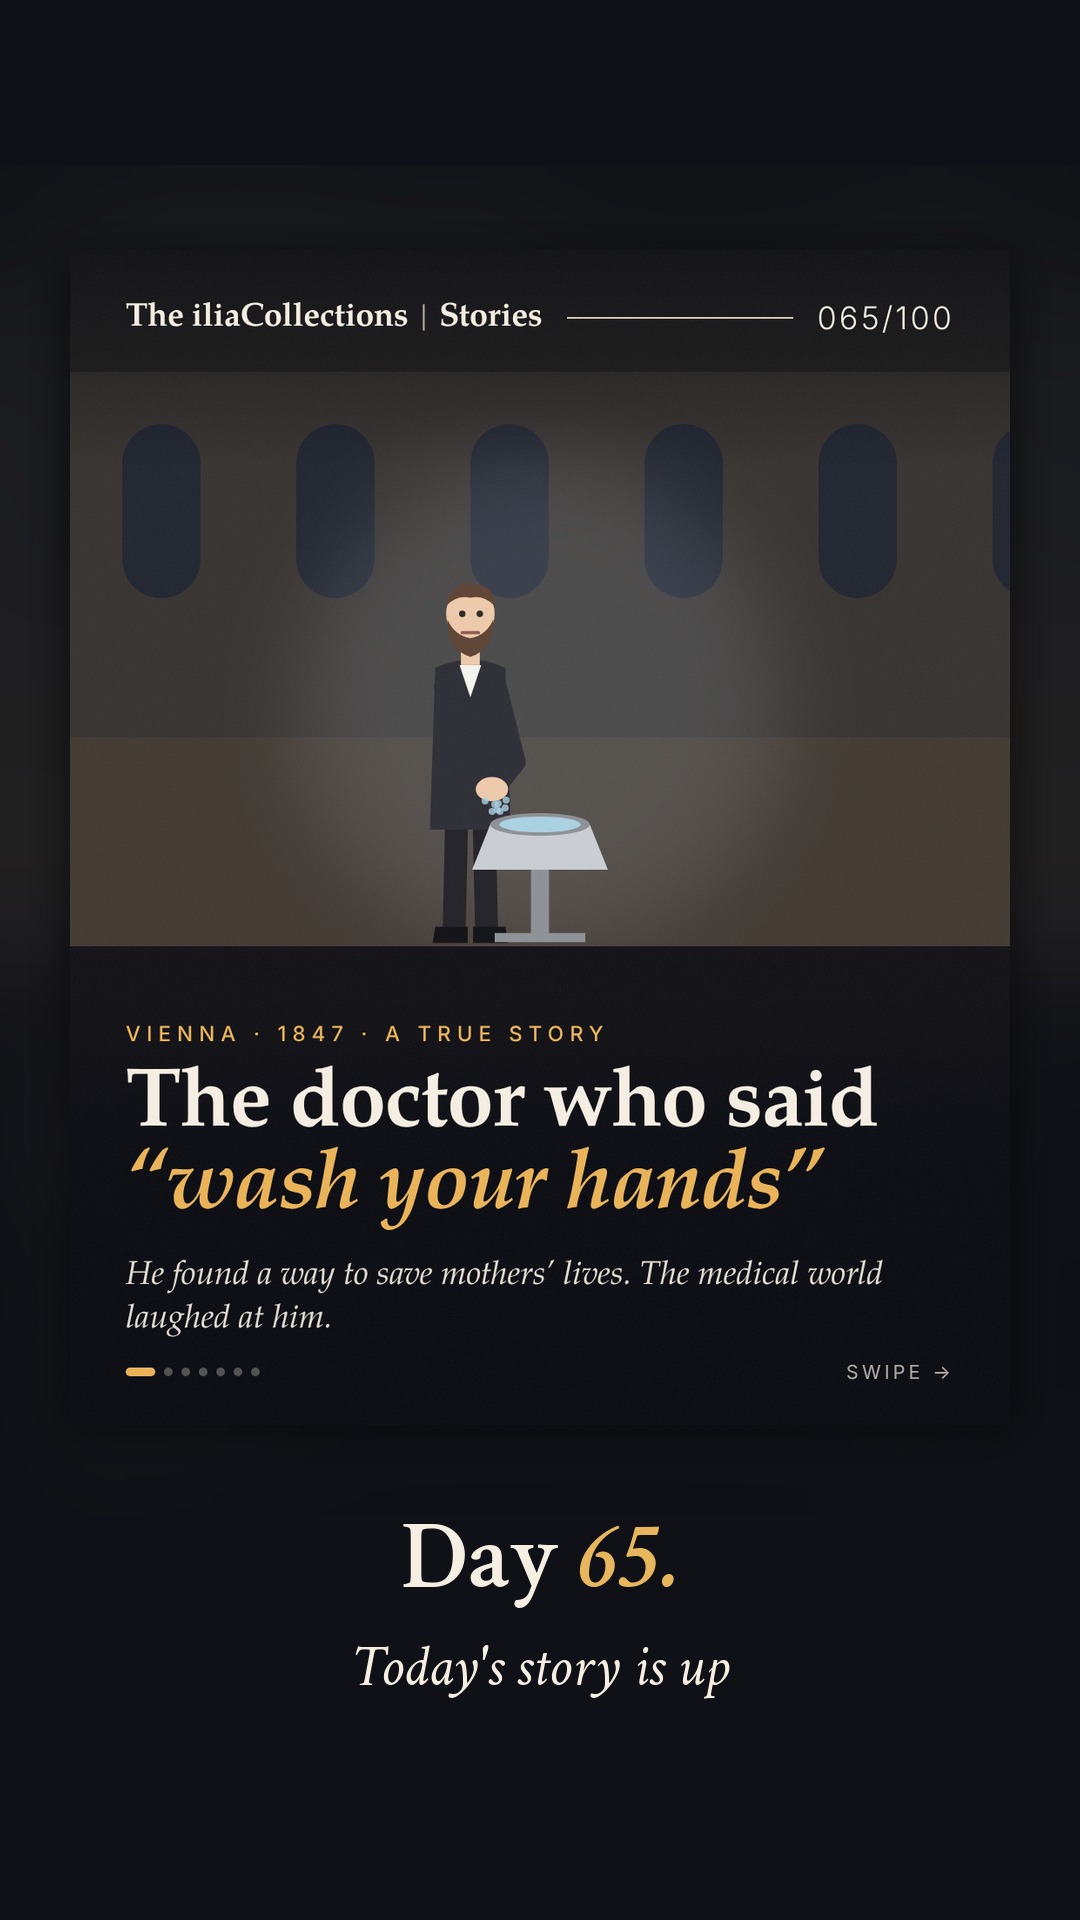 The iliaCollections | Stories 065/100
VIENNA · 1847 · A TRUE STORY
The doctor who said
“wash your hands”
He found a way to save mothers’ lives. The medical world
laughed at him.
SWIPE →
Day 65.
Today's story is up